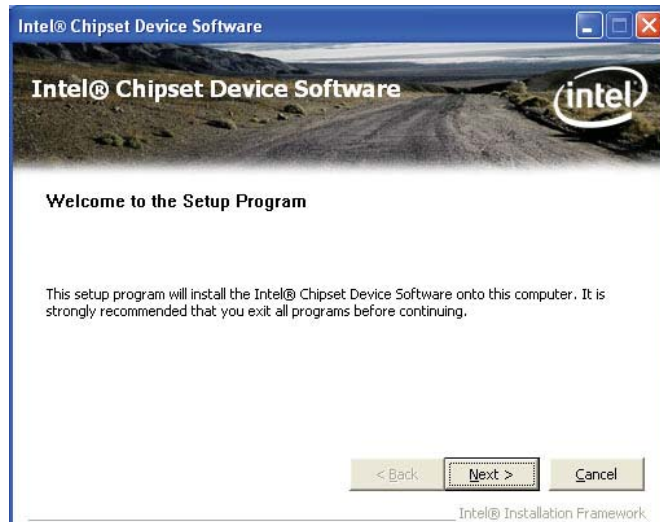 Intel® Chipset Device Software
Intel® Chipset Device Software
intel
Welcome to the Setup Program
This setup program will install the Intel® Chipset Device Software onto this computer. It is
strongly recommended that you exit all programs before continuing.
< Back Next > Cancel
Intel® Installation Framework